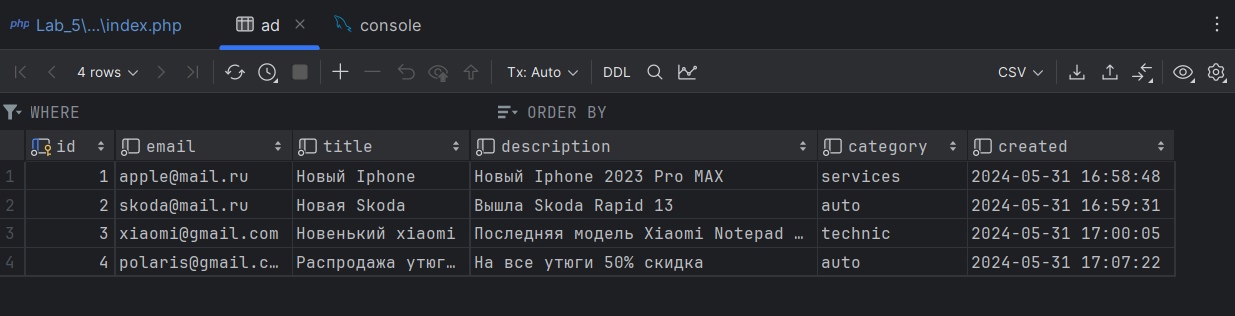 php Lab_5\...\index.php ad console
4 rows Tx: Auto DDL CSV
WHERE ORDER BY
id email title description category created
1 1 apple@mail.ru Новый Iphone Новый Iphone 2023 Pro MAX services 2024-05-31 16:58:48
2 2 skoda@mail.ru Новая Skoda Вышла Skoda Rapid 13 auto 2024-05-31 16:59:31
3 3 xiaomi@gmail.com Новенький xiaomi Последняя модель Xiaomi Notepad … technic 2024-05-31 17:00:05
4 4 polaris@gmail.c… Распродажа утюг… На все утюги 50% скидка auto 2024-05-31 17:07:22